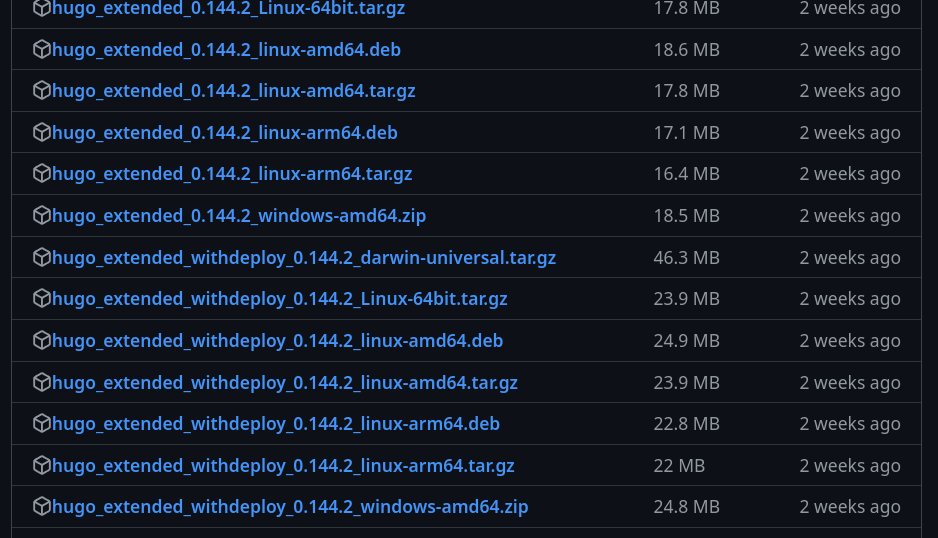 hugo_extended_0.144.2_Linux-64bit.tar.gz 17.8 MB 2 weeks ago
hugo_extended_0.144.2_linux-amd64.deb 18.6 MB 2 weeks ago
hugo_extended_0.144.2_linux-amd64.tar.gz 17.8 MB 2 weeks ago
hugo_extended_0.144.2_linux-arm64.deb 17.1 MB 2 weeks ago
hugo_extended_0.144.2_linux-arm64.tar.gz 16.4 MB 2 weeks ago
hugo_extended_0.144.2_windows-amd64.zip 18.5 MB 2 weeks ago
hugo_extended_withdeploy_0.144.2_darwin-universal.tar.gz 46.3 MB 2 weeks ago
hugo_extended_withdeploy_0.144.2_Linux-64bit.tar.gz 23.9 MB 2 weeks ago
hugo_extended_withdeploy_0.144.2_linux-amd64.deb 24.9 MB 2 weeks ago
hugo_extended_withdeploy_0.144.2_linux-amd64.tar.gz 23.9 MB 2 weeks ago
hugo_extended_withdeploy_0.144.2_linux-arm64.deb 22.8 MB 2 weeks ago
hugo_extended_withdeploy_0.144.2_linux-arm64.tar.gz 22 MB 2 weeks ago
hugo_extended_withdeploy_0.144.2_windows-amd64.zip 24.8 MB 2 weeks ago